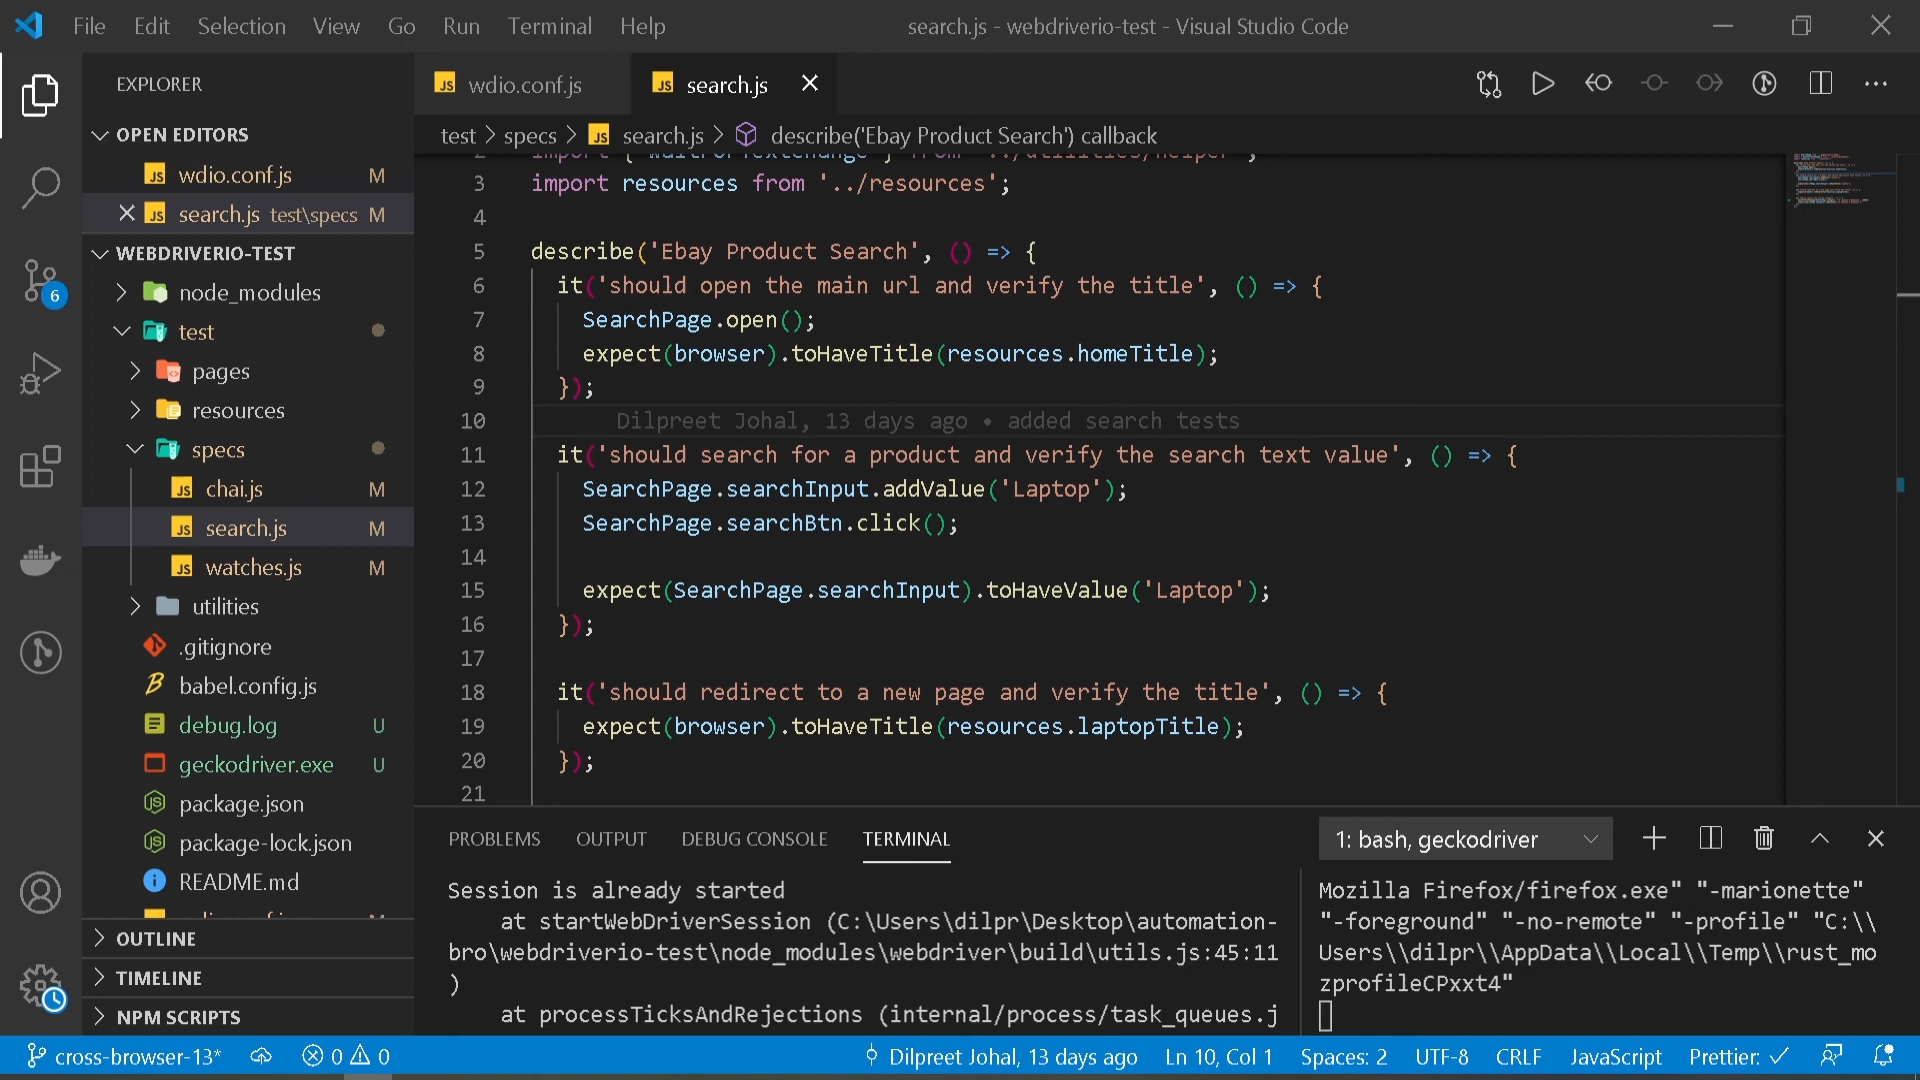 File Edit Selection View Go Run Terminal Help
search.js - webdriverio-test - Visual Studio Code
EXPLORER
OPEN EDITORS
JS wdio.conf.js M
JS search.js test\specs M
WEBDRIVERIO-TEST
node_modules
test
pages
resources
specs
JS chai.js M
JS search.js M
JS watches.js M
utilities
.gitignore
babel.config.js
debug.log U
geckodriver.exe U
package.json
package-lock.json
README.md
OUTLINE
TIMELINE
NPM SCRIPTS
6
JS wdio.conf.js
JS search.js
test > specs > JS search.js > describe('Ebay Product Search') callback
3 import resources from '../resources';
4
5 describe('Ebay Product Search', () => {
6 it('should open the main url and verify the title', () => {
7 SearchPage.open();
8 expect(browser).toHaveTitle(resources.homeTitle);
9 });
10 Dilpreet Johal, 13 days ago • added search tests
11 it('should search for a product and verify the search text value', () => {
12 SearchPage.searchInput.addValue('Laptop');
13 SearchPage.searchBtn.click();
14
15 expect(SearchPage.searchInput).toHaveValue('Laptop');
16 });
17
18 it('should redirect to a new page and verify the title', () => {
19 expect(browser).toHaveTitle(resources.laptopTitle);
20 });
21
PROBLEMS OUTPUT DEBUG CONSOLE TERMINAL
1: bash, geckodriver
Session is already started
at startWebDriverSession (C:\Users\dilpr\Desktop\automation-
bro\webdriverio-test\node_modules\webdriver\build\utils.js:45:11
)
at processTicksAndRejections (internal/process/task_queues.j
Mozilla Firefox/firefox.exe" "-marionette"
"-foreground" "-no-remote" "-profile" "C:\\
Users\\dilpr\\AppData\\Local\\Temp\\rust_mo
zprofileCPxxt4"
cross-browser-13* 0 0 Dilpreet Johal, 13 days ago Ln 10, Col 1 Spaces: 2 UTF-8 CRLF JavaScript Prettier: ✓